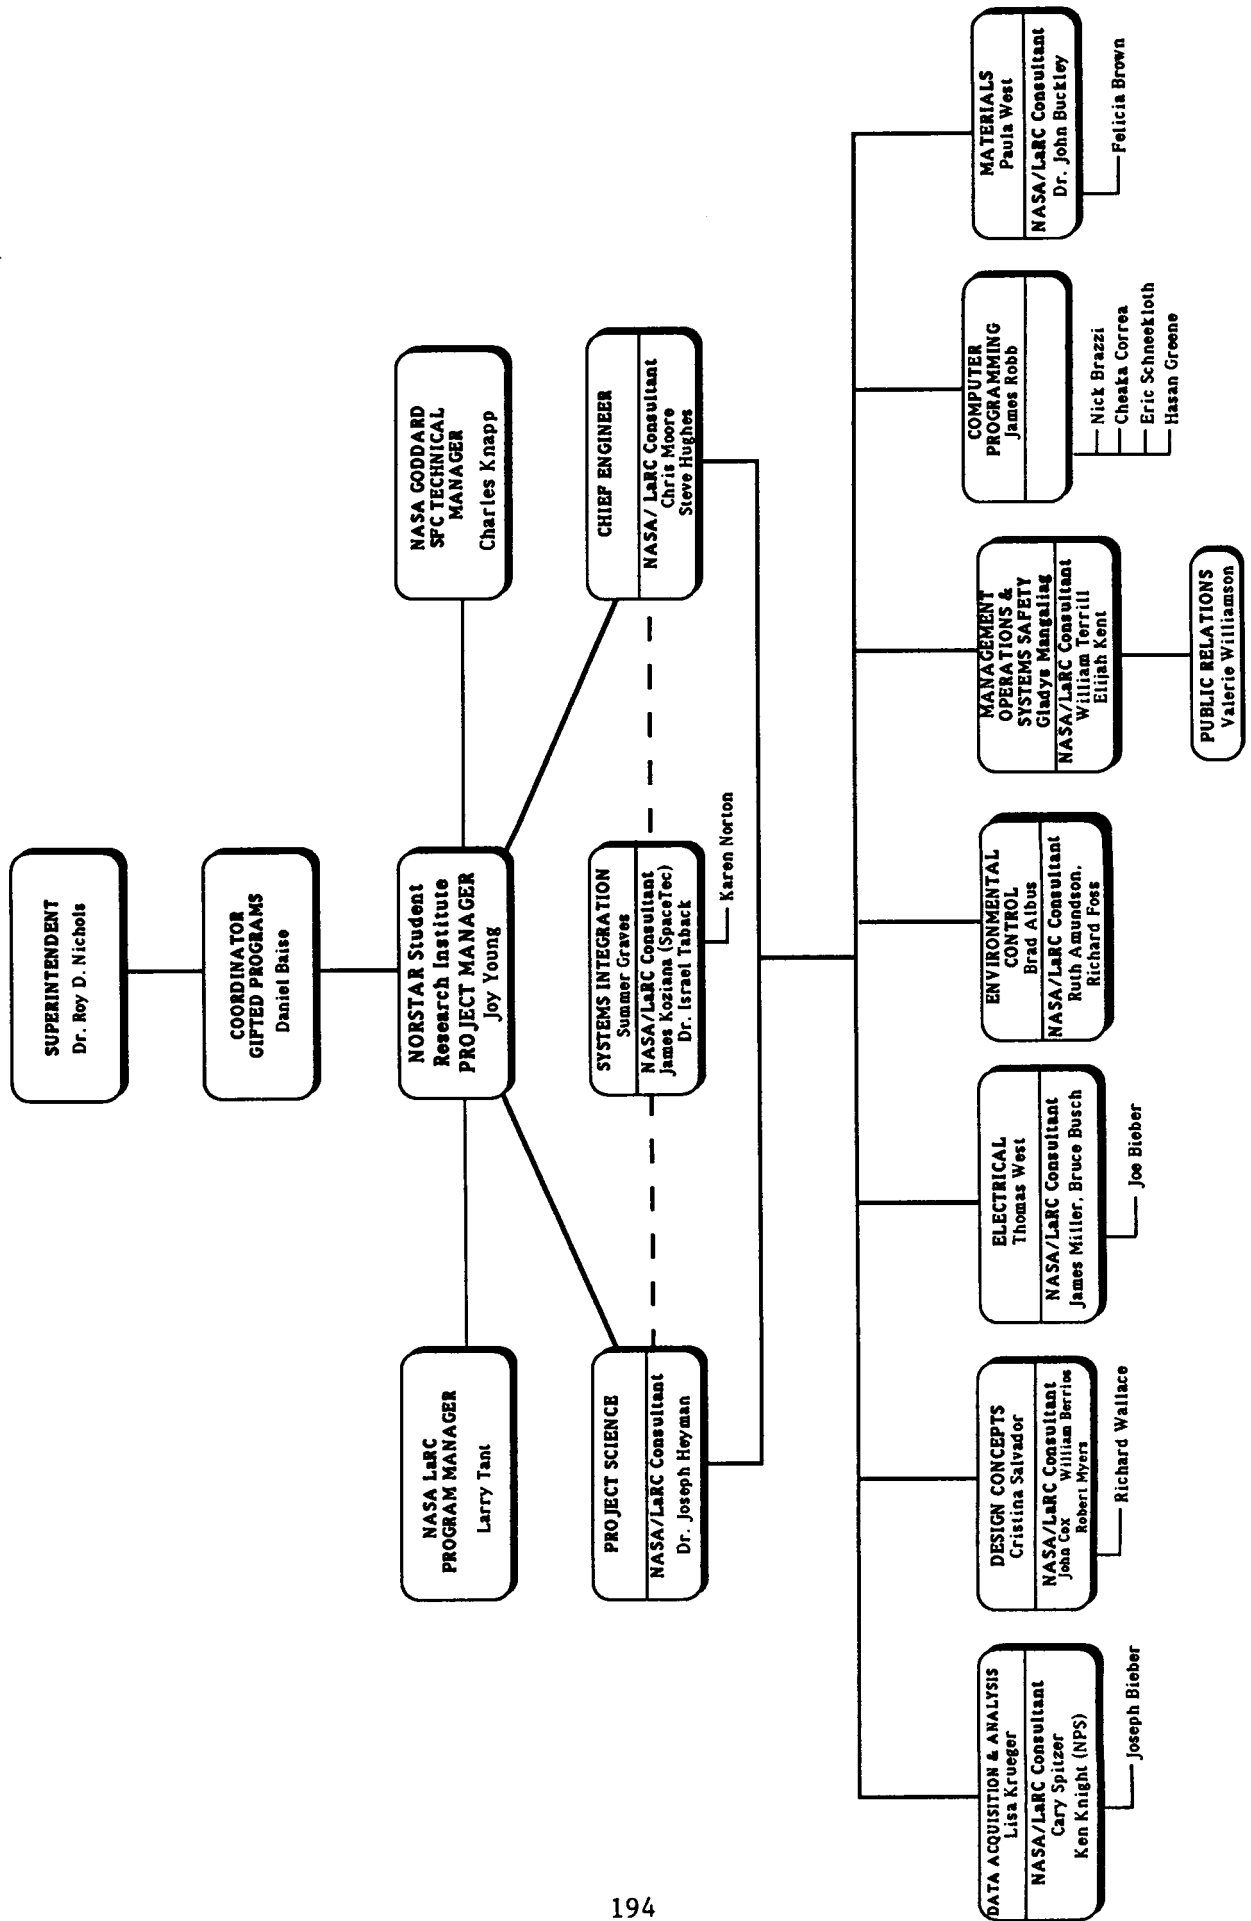 SUPERINTENDENT
Dr. Roy D. Nichols
COORDINATOR
GIFTED PROGRAMS
Daniel Baise
NASA LaRC
PROGRAM MANAGER
Larry Tant
NORSTAR Student
Research Institute
PROJECT MANAGER
Joy Young
NASA GODDARD
SFC TECHNICAL
MANAGER
Charles Knapp
PROJECT SCIENCE
NASA/LaRC Consultant
Dr. Joseph Heyman
SYSTEMS INTEGRATION
Summer Graves
NASA/LaRC Consultant
James Koziana (SpaceTec)
Dr. Israel Taback
Karen Norton
CHIEF ENGINEER
NASA/ LaRC Consultant
Chris Moore
Steve Hughes
DATA ACQUISITION & ANALYSIS
Lisa Krueger
NASA/LaRC Consultant
Cary Spitzer
Ken Knight (NPS)
Joseph Bieber
DESIGN CONCEPTS
Cristina Salvador
NASA/LaRC Consultant
John Cox William Berrios
Robert Myers
Richard Wallace
ELECTRICAL
Thomas West
NASA/LaRC Consultant
James Miller, Bruce Busch
Joe Bieber
ENVIRONMENTAL
CONTROL
Brad Albus
NASA/LaRC Consultant
Ruth Amundson,
Richard Foss
MANAGEMENT
OPERATIONS &
SYSTEMS SAFETY
Gladys Mangaliag
NASA/LaRC Consultant
William Terrill
Elijah Kent
PUBLIC RELATIONS
Valerie Williamson
COMPUTER
PROGRAMMING
James Robb
Nick Brazzi
Cheaka Correa
Eric Schneekloth
Hasan Greene
MATERIALS
Paula West
NASA/LaRC Consultant
Dr. John Buckley
Felicia Brown
194